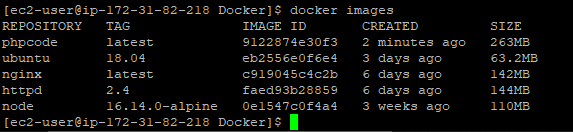 [ec2-user@ip-172-31-82-218 Docker]$ docker images
REPOSITORY TAG IMAGE ID CREATED SIZE
phpcode latest 9122874e30f3 2 minutes ago 263MB
ubuntu 18.04 eb2556e0f6e4 3 days ago 63.2MB
nginx latest c919045c4c2b 6 days ago 142MB
httpd 2.4 faed93b28859 6 days ago 144MB
node 16.14.0-alpine 0e1547c0f4a4 3 weeks ago 110MB
[ec2-user@ip-172-31-82-218 Docker]$